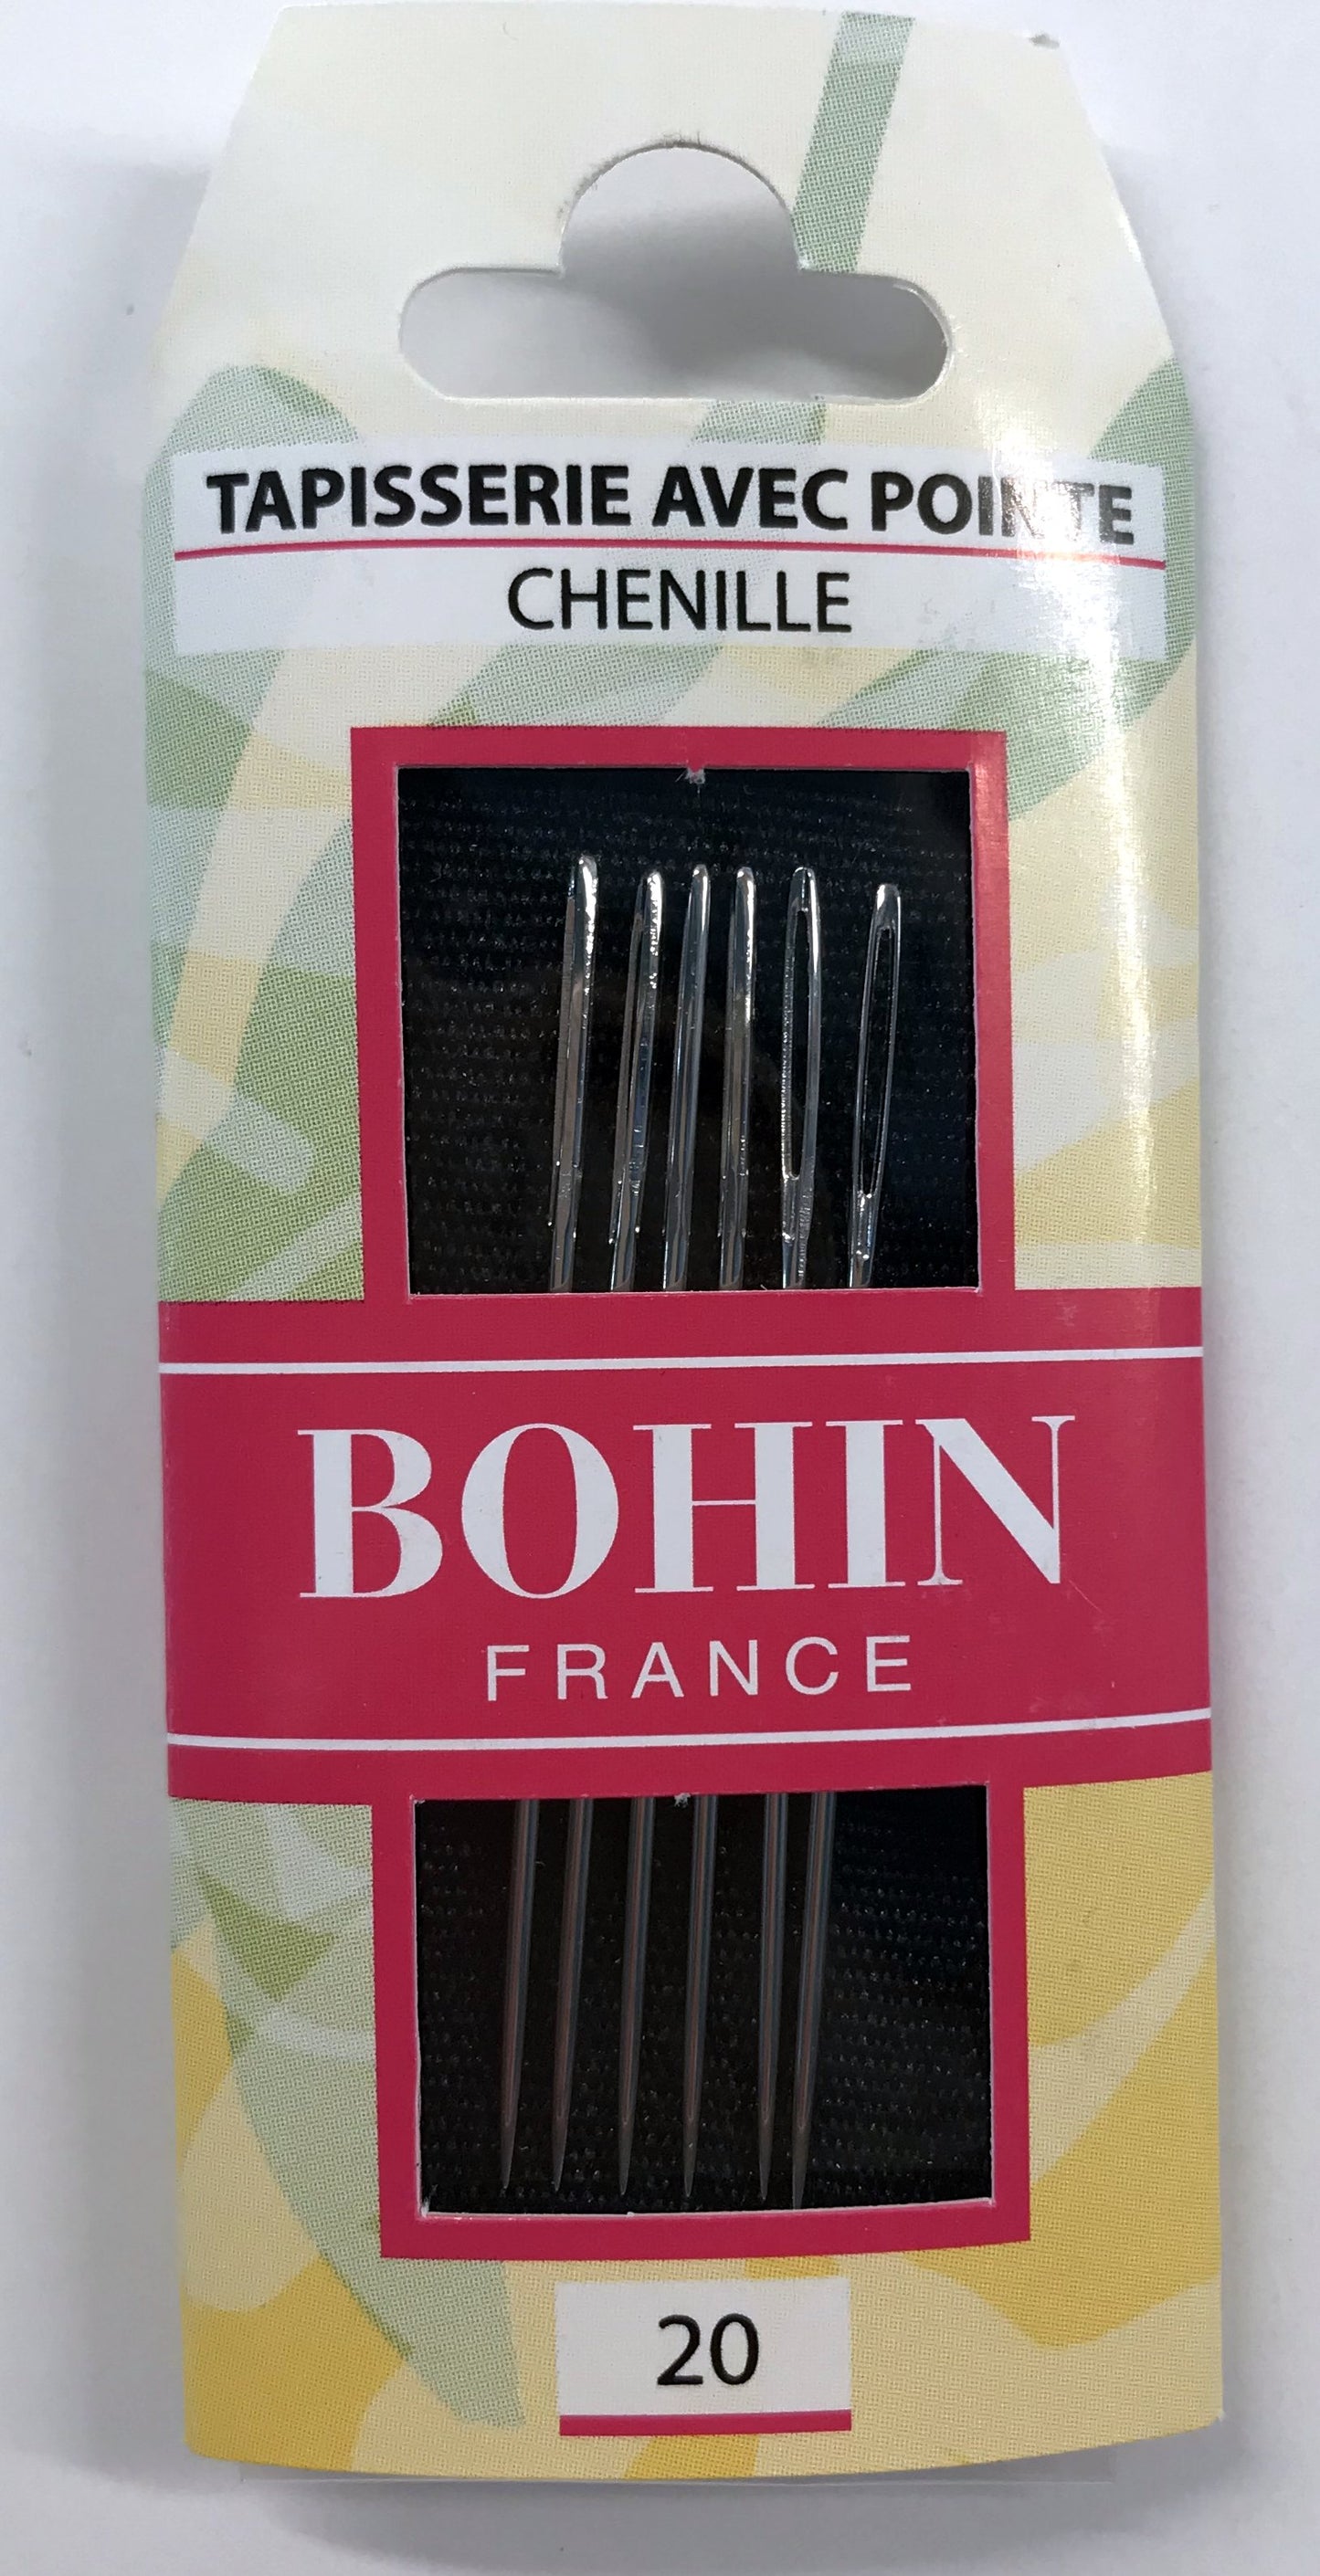 TAPISSERIE AVEC POINTE
CHENILLE
BOHIN
FRANCE
20